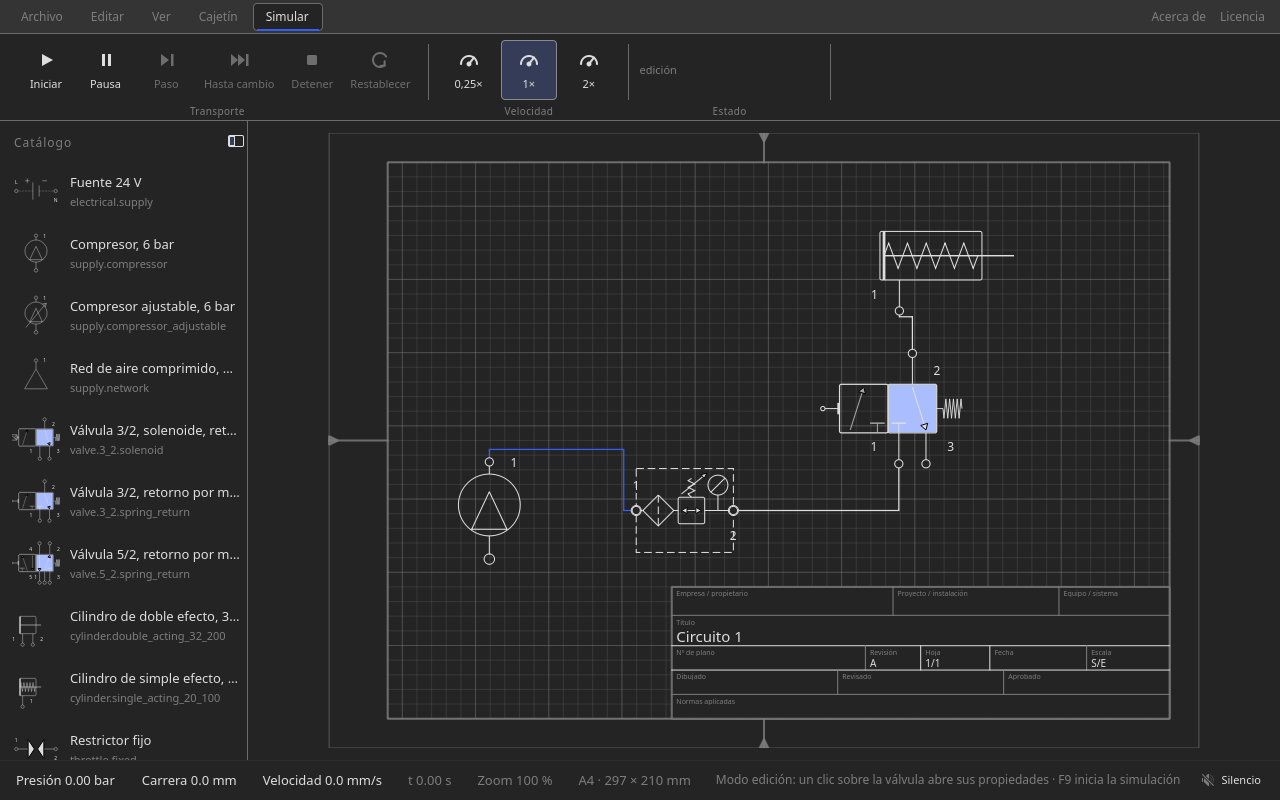 Archivo Editar Ver Cajetín Simular Acerca de Licencia
Iniciar Pausa Paso Hasta cambio Detener Restablecer 0,25× 1× 2× edición
Transporte Velocidad Estado
Catálogo
Fuente 24 V
electrical.supply
Compresor, 6 bar
supply.compressor
Compresor ajustable, 6 bar
supply.compressor_adjustable
Red de aire comprimido, ...
supply.network
Válvula 3/2, solenoide, ret...
valve.3_2.solenoid
Válvula 3/2, retorno por m...
valve.3_2.spring_return
Válvula 5/2, retorno por m...
valve.5_2.spring_return
Cilindro de doble efecto, 3...
cylinder.double_acting_32_200
Cilindro de simple efecto, ...
cylinder.single_acting_20_100
Restrictor fijo
throttle.fixed
1
2
1 3
1
1
2
Empresa / propietario Proyecto / instalación Equipo / sistema
Título
Circuito 1
N° de plano Revisión Hoja Fecha Escala
A 1/1 S/E
Dibujado Revisado Aprobado
Normas aplicadas
Presión 0.00 bar Carrera 0.0 mm Velocidad 0.0 mm/s t 0.00 s Zoom 100 % A4 · 297 × 210 mm Modo edición: un clic sobre la válvula abre sus propiedades · F9 inicia la simulación Silencio